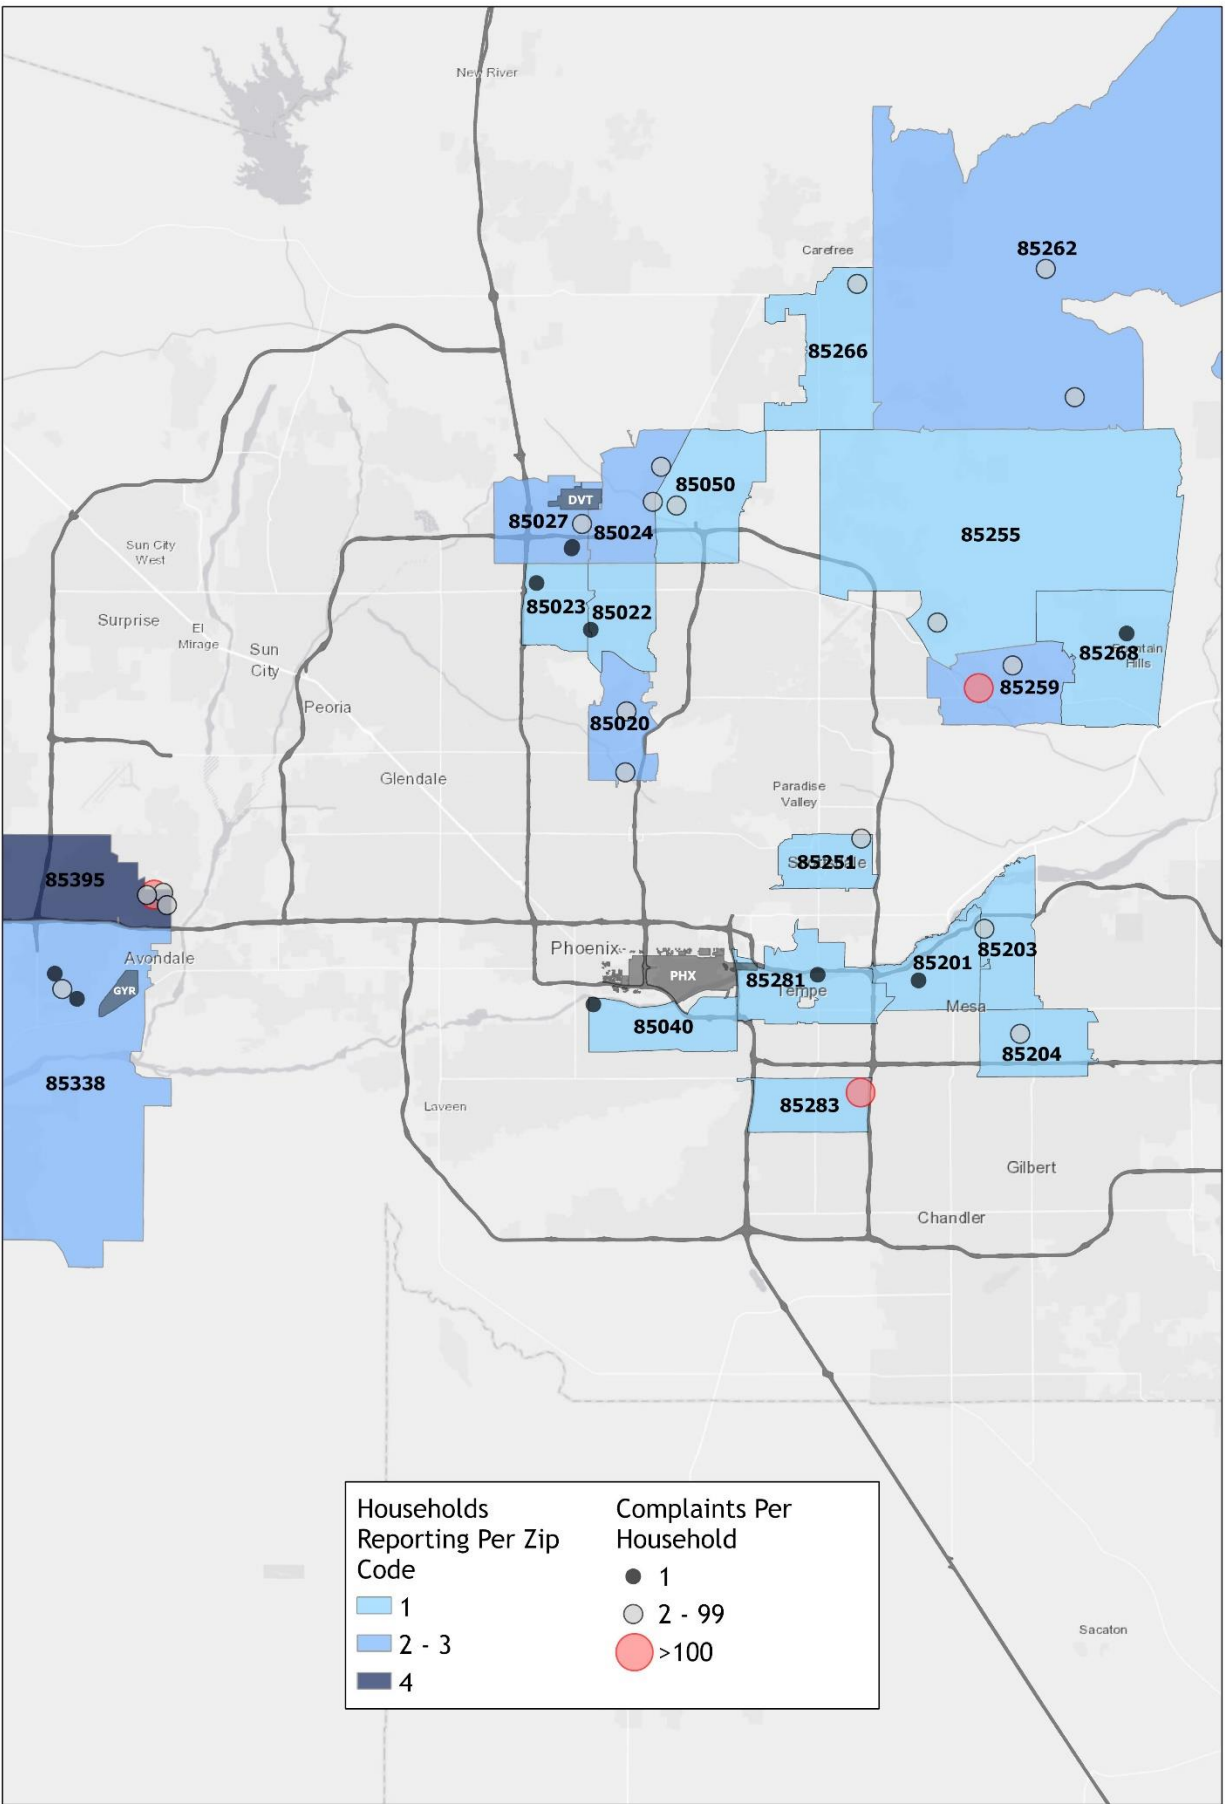 New River
Carefree
85262
85266
85050
DVT
85027
85024
85255
Sun City
West
85023
85022
Surprise
El
Mirage
Sun
City
85268
Hills
85259
Peoria
85020
Glendale
Paradise
Valley
85251
85395
Phoenix
85203
Avondale
85201
PHX
85281
GYR
Tempe
Mesa
85040
85204
85338
85283
Laveen
Gilbert
Chandler
Households
Reporting Per Zip
Code
1
2 - 3
4
Complaints Per
Household
1
2 - 99
>100
Sacaton